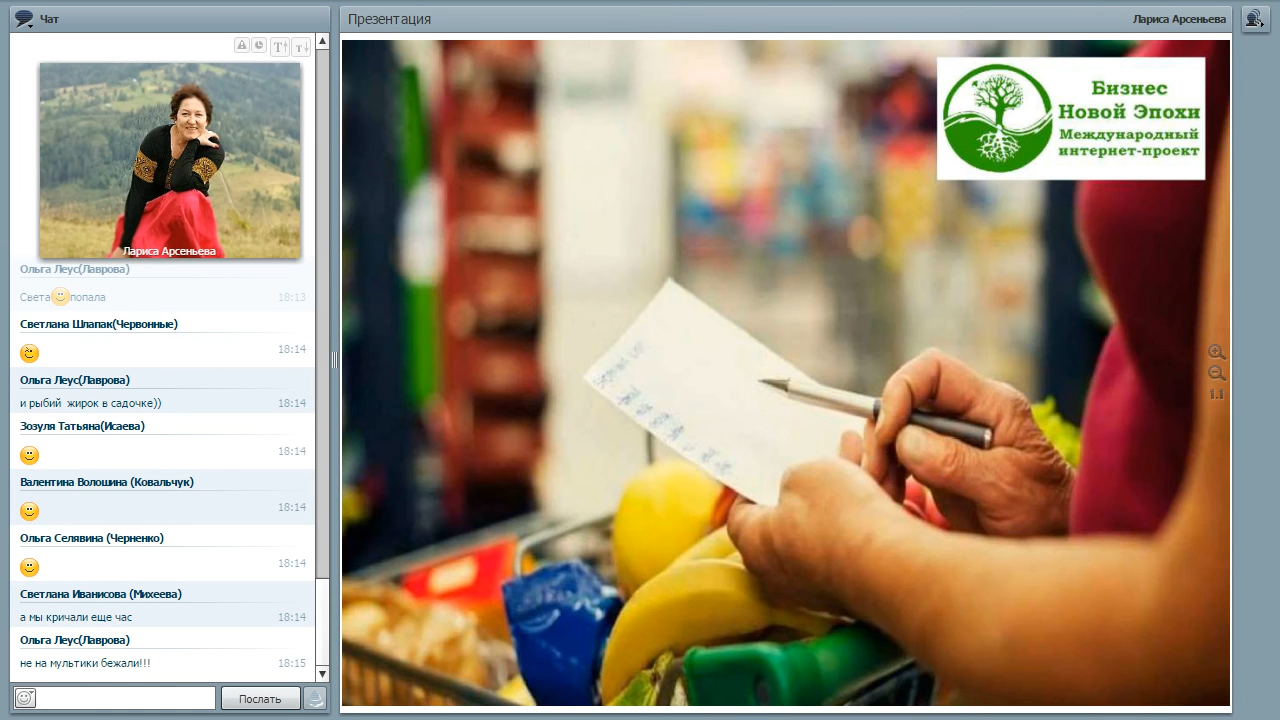 Чат
Лариса Арсеньева
Ольга Леус(Лаврова)
Света попала 18:13
Светлана Шлапак(Червонные)
18:14
Ольга Леус(Лаврова)
и рыбий жирок в садочке)) 18:14
Зозуля Татьяна(Исаева)
18:14
Валентина Волошина (Ковальчук)
18:14
Ольга Селявина (Черненко)
18:14
Светлана Иванисова (Михеева)
а мы кричали еще час 18:14
Ольга Леус(Лаврова)
не на мультики бежали!!! 18:15
Послать
Презентация
Лариса Арсеньева
Бизнес
Новой Эпохи
Международный
интернет-проект
1:1